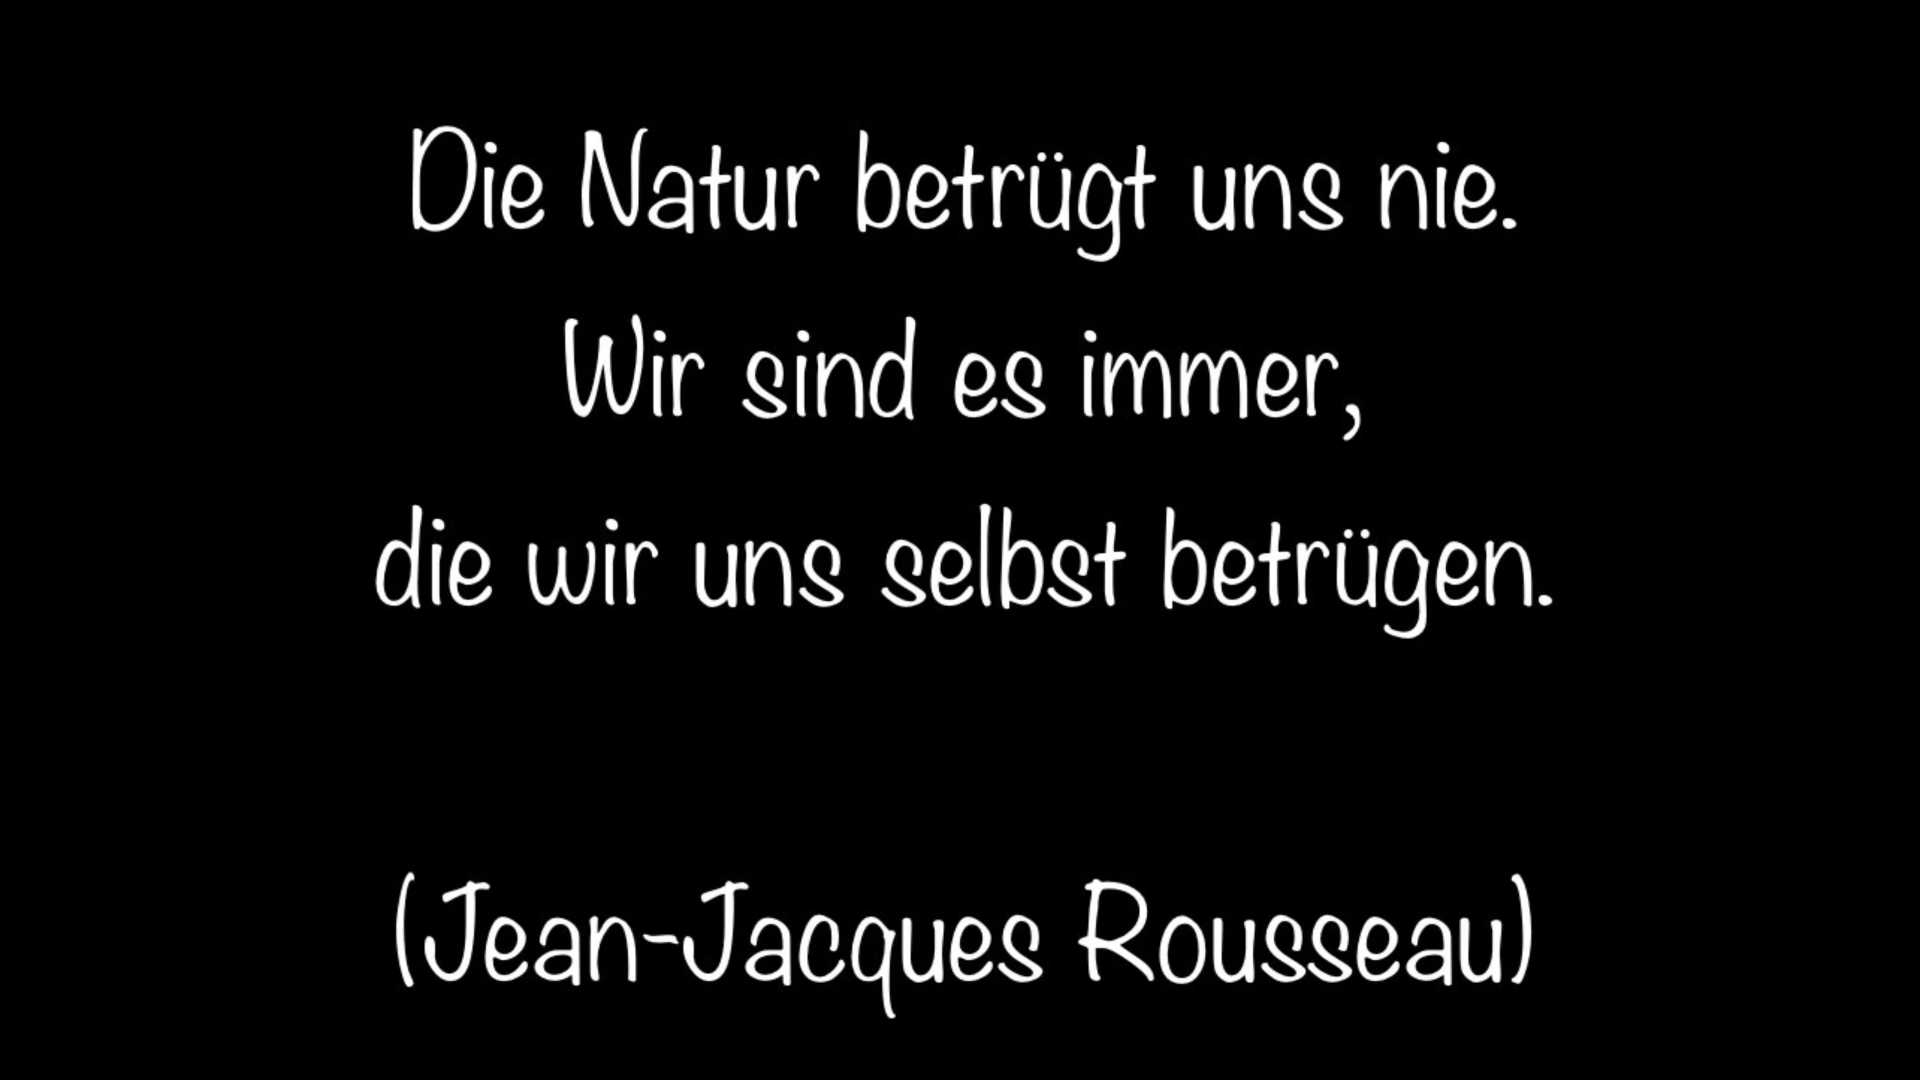 Die Natur betrügt uns nie.
Wir sind es immer,
die wir uns selbst betrügen.
(Jean-Jacques Rousseau)